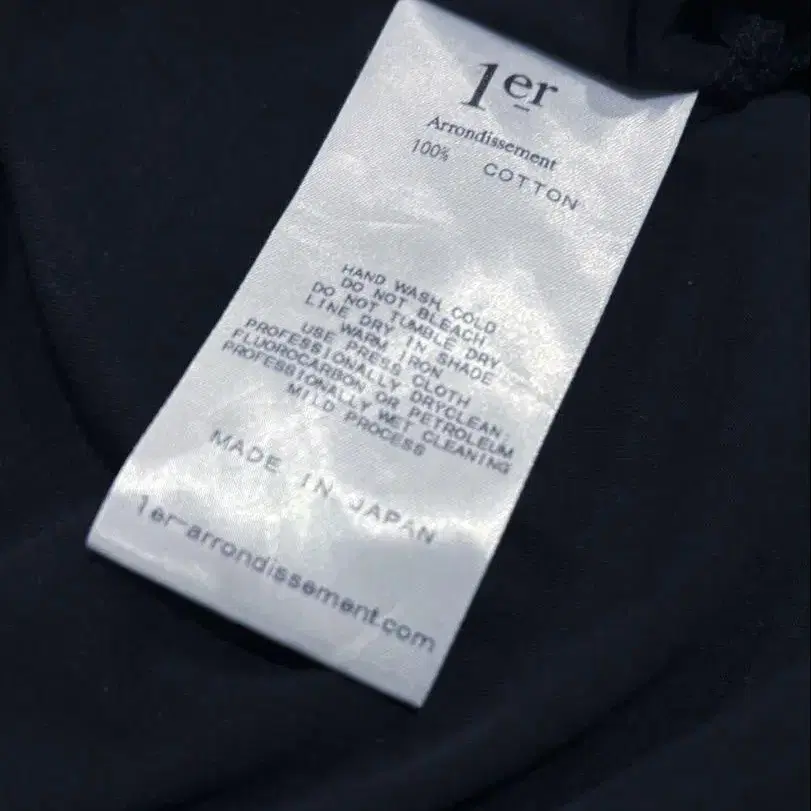 1er
Arrondissement
100% COTTON
HAND WASH COLD
DO NOT BLEACH
DO NOT TUMBLE DRY
LINE DRY IN SHADE
WARM IRON
USE PRESS CLOTH
PROFESSIONALLY DRYCLEAN,
FLUOROCARBON OR PETROLEUM
PROFESSIONALLY WET CLEANING
MILD PROCESS
MADE IN JAPAN
1er-arrondissement.com